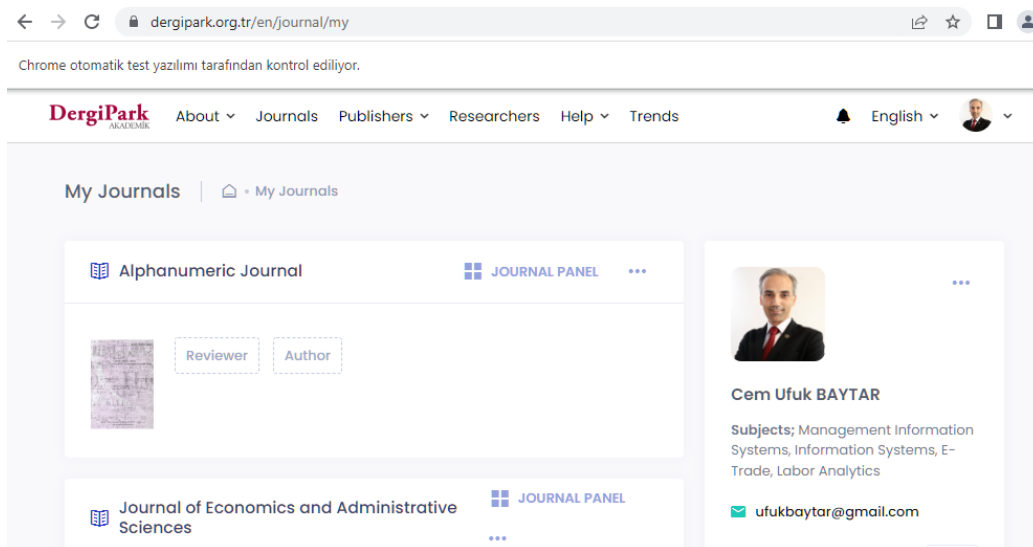 dergipark.org.tr/en/journal/my
Chrome otomatik test yazılımı tarafından kontrol ediliyor.
DergiPark
AKADEMİK
About Journals Publishers Researchers Help Trends English
My Journals My Journals
Alphanumeric Journal JOURNAL PANEL
Reviewer Author
Journal of Economics and Administrative
Sciences
JOURNAL PANEL
Cem Ufuk BAYTAR
Subjects; Management Information
Systems, Information Systems, E-
Trade, Labor Analytics
ufukbaytar@gmail.com